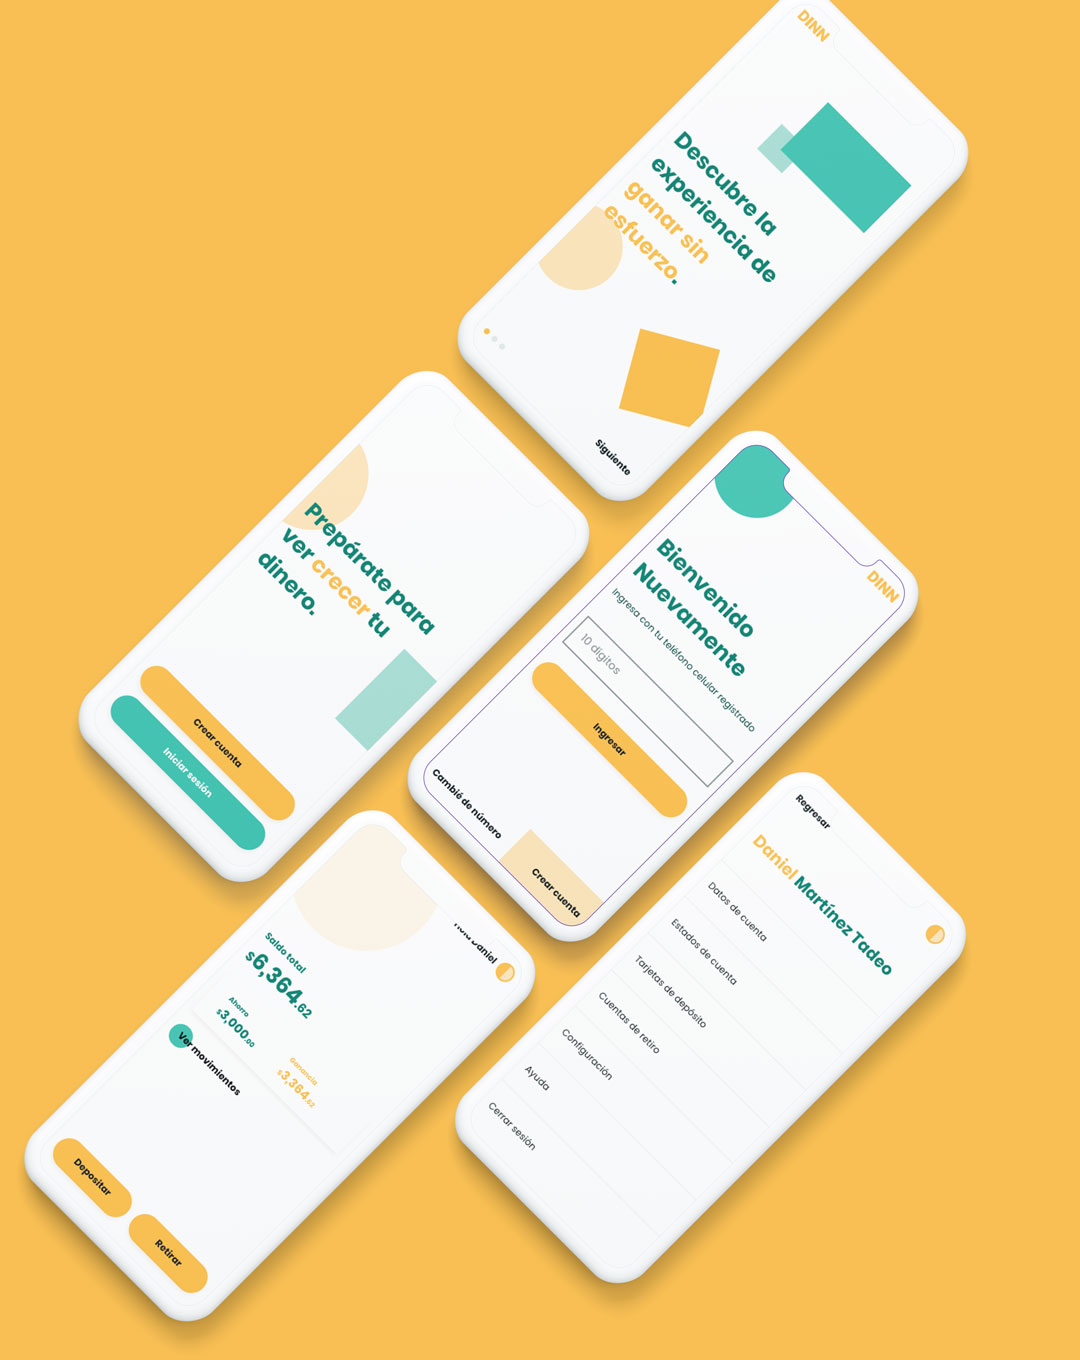 DINN
Descubre la
experiencia de
ganar sin
esfuerzo.
Siguiente
Prepárate para
ver crecer tu
dinero.
Crear cuenta
Iniciar sesión
DINN
Bienvenido
Nuevamente
Ingresa con tu teléfono celular registrado
10 dígitos
Ingresar
Cambié de número
Crear cuenta
Daniel
Saldo total
$6,364.62
Ahorro
$3,000.00
Ganancia
$3,364.62
Ver movimientos
Depositar
Retirar
Regresar
Daniel Martínez Tadeo
Datos de cuenta
Estados de cuenta
Tarjetas de depósito
Cuentas de retiro
Configuración
Ayuda
Cerrar sesión